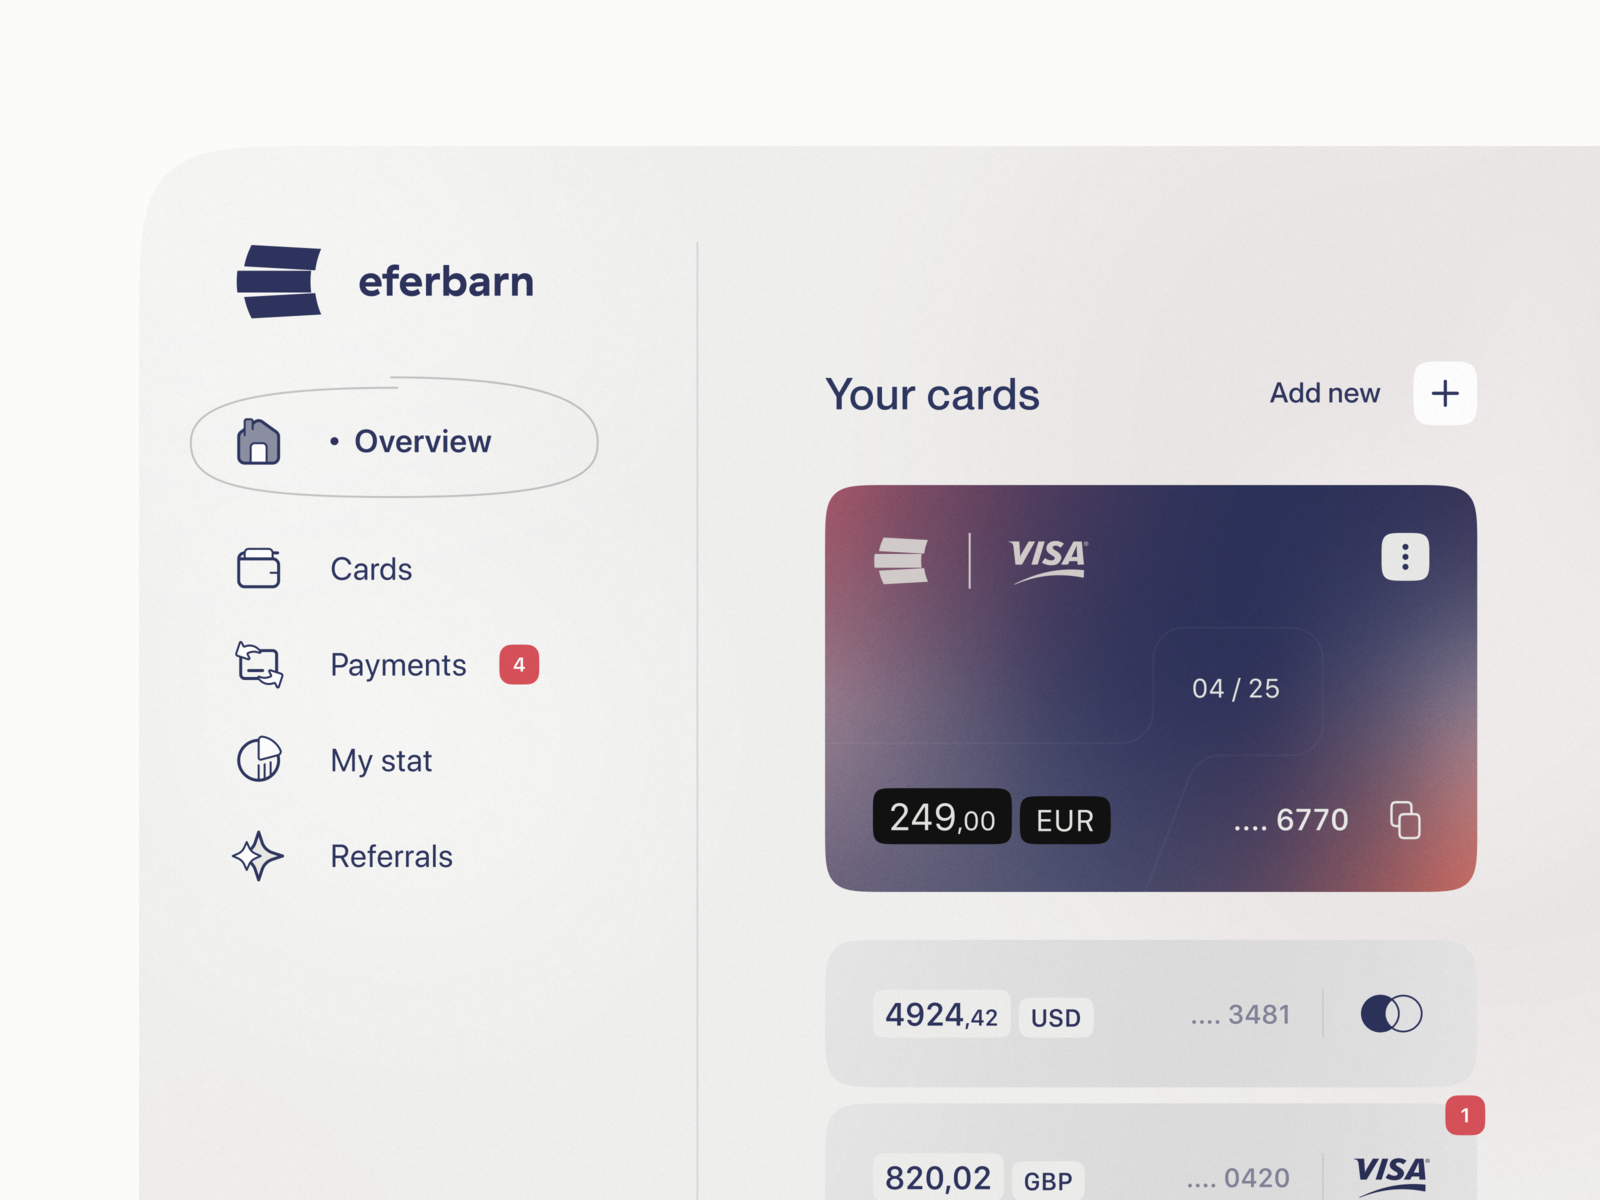 eferbarn
• Overview
Cards
Payments 4
My stat
Referrals
Your cards
Add new +
VISA
04 / 25
249,00 EUR
.... 6770
4924,42 USD .... 3481
1
820,02 GBP .... 0420 VISA